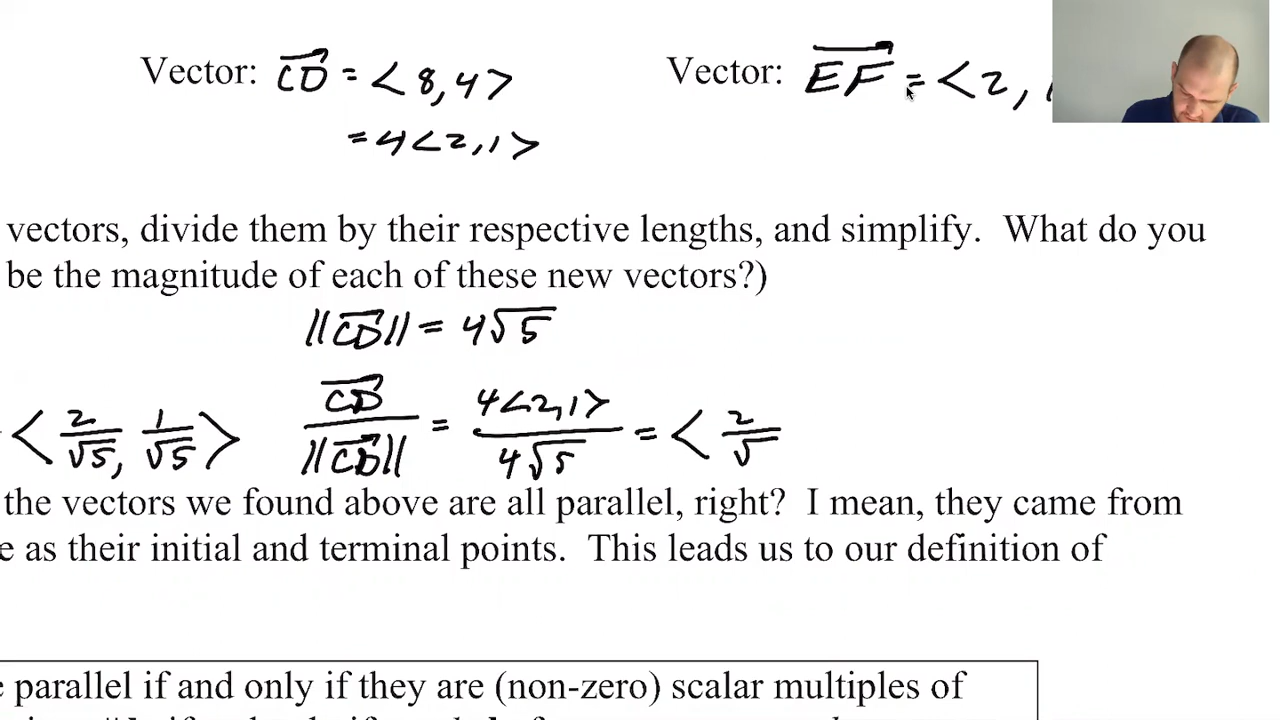 Vector: CD = < 8, 4 > Vector: EF = < 2,
= 4 < 2, 1 >
vectors, divide them by their respective lengths, and simplify. What do you
be the magnitude of each of these new vectors?)
||CD|| = 4√5
< 2/√5, 1/√5 > CD/||CD|| = 4<2,1>/4√5 = < 2/√
the vectors we found above are all parallel, right? I mean, they came from
e as their initial and terminal points. This leads us to our definition of
e parallel if and only if they are (non-zero) scalar multiples of